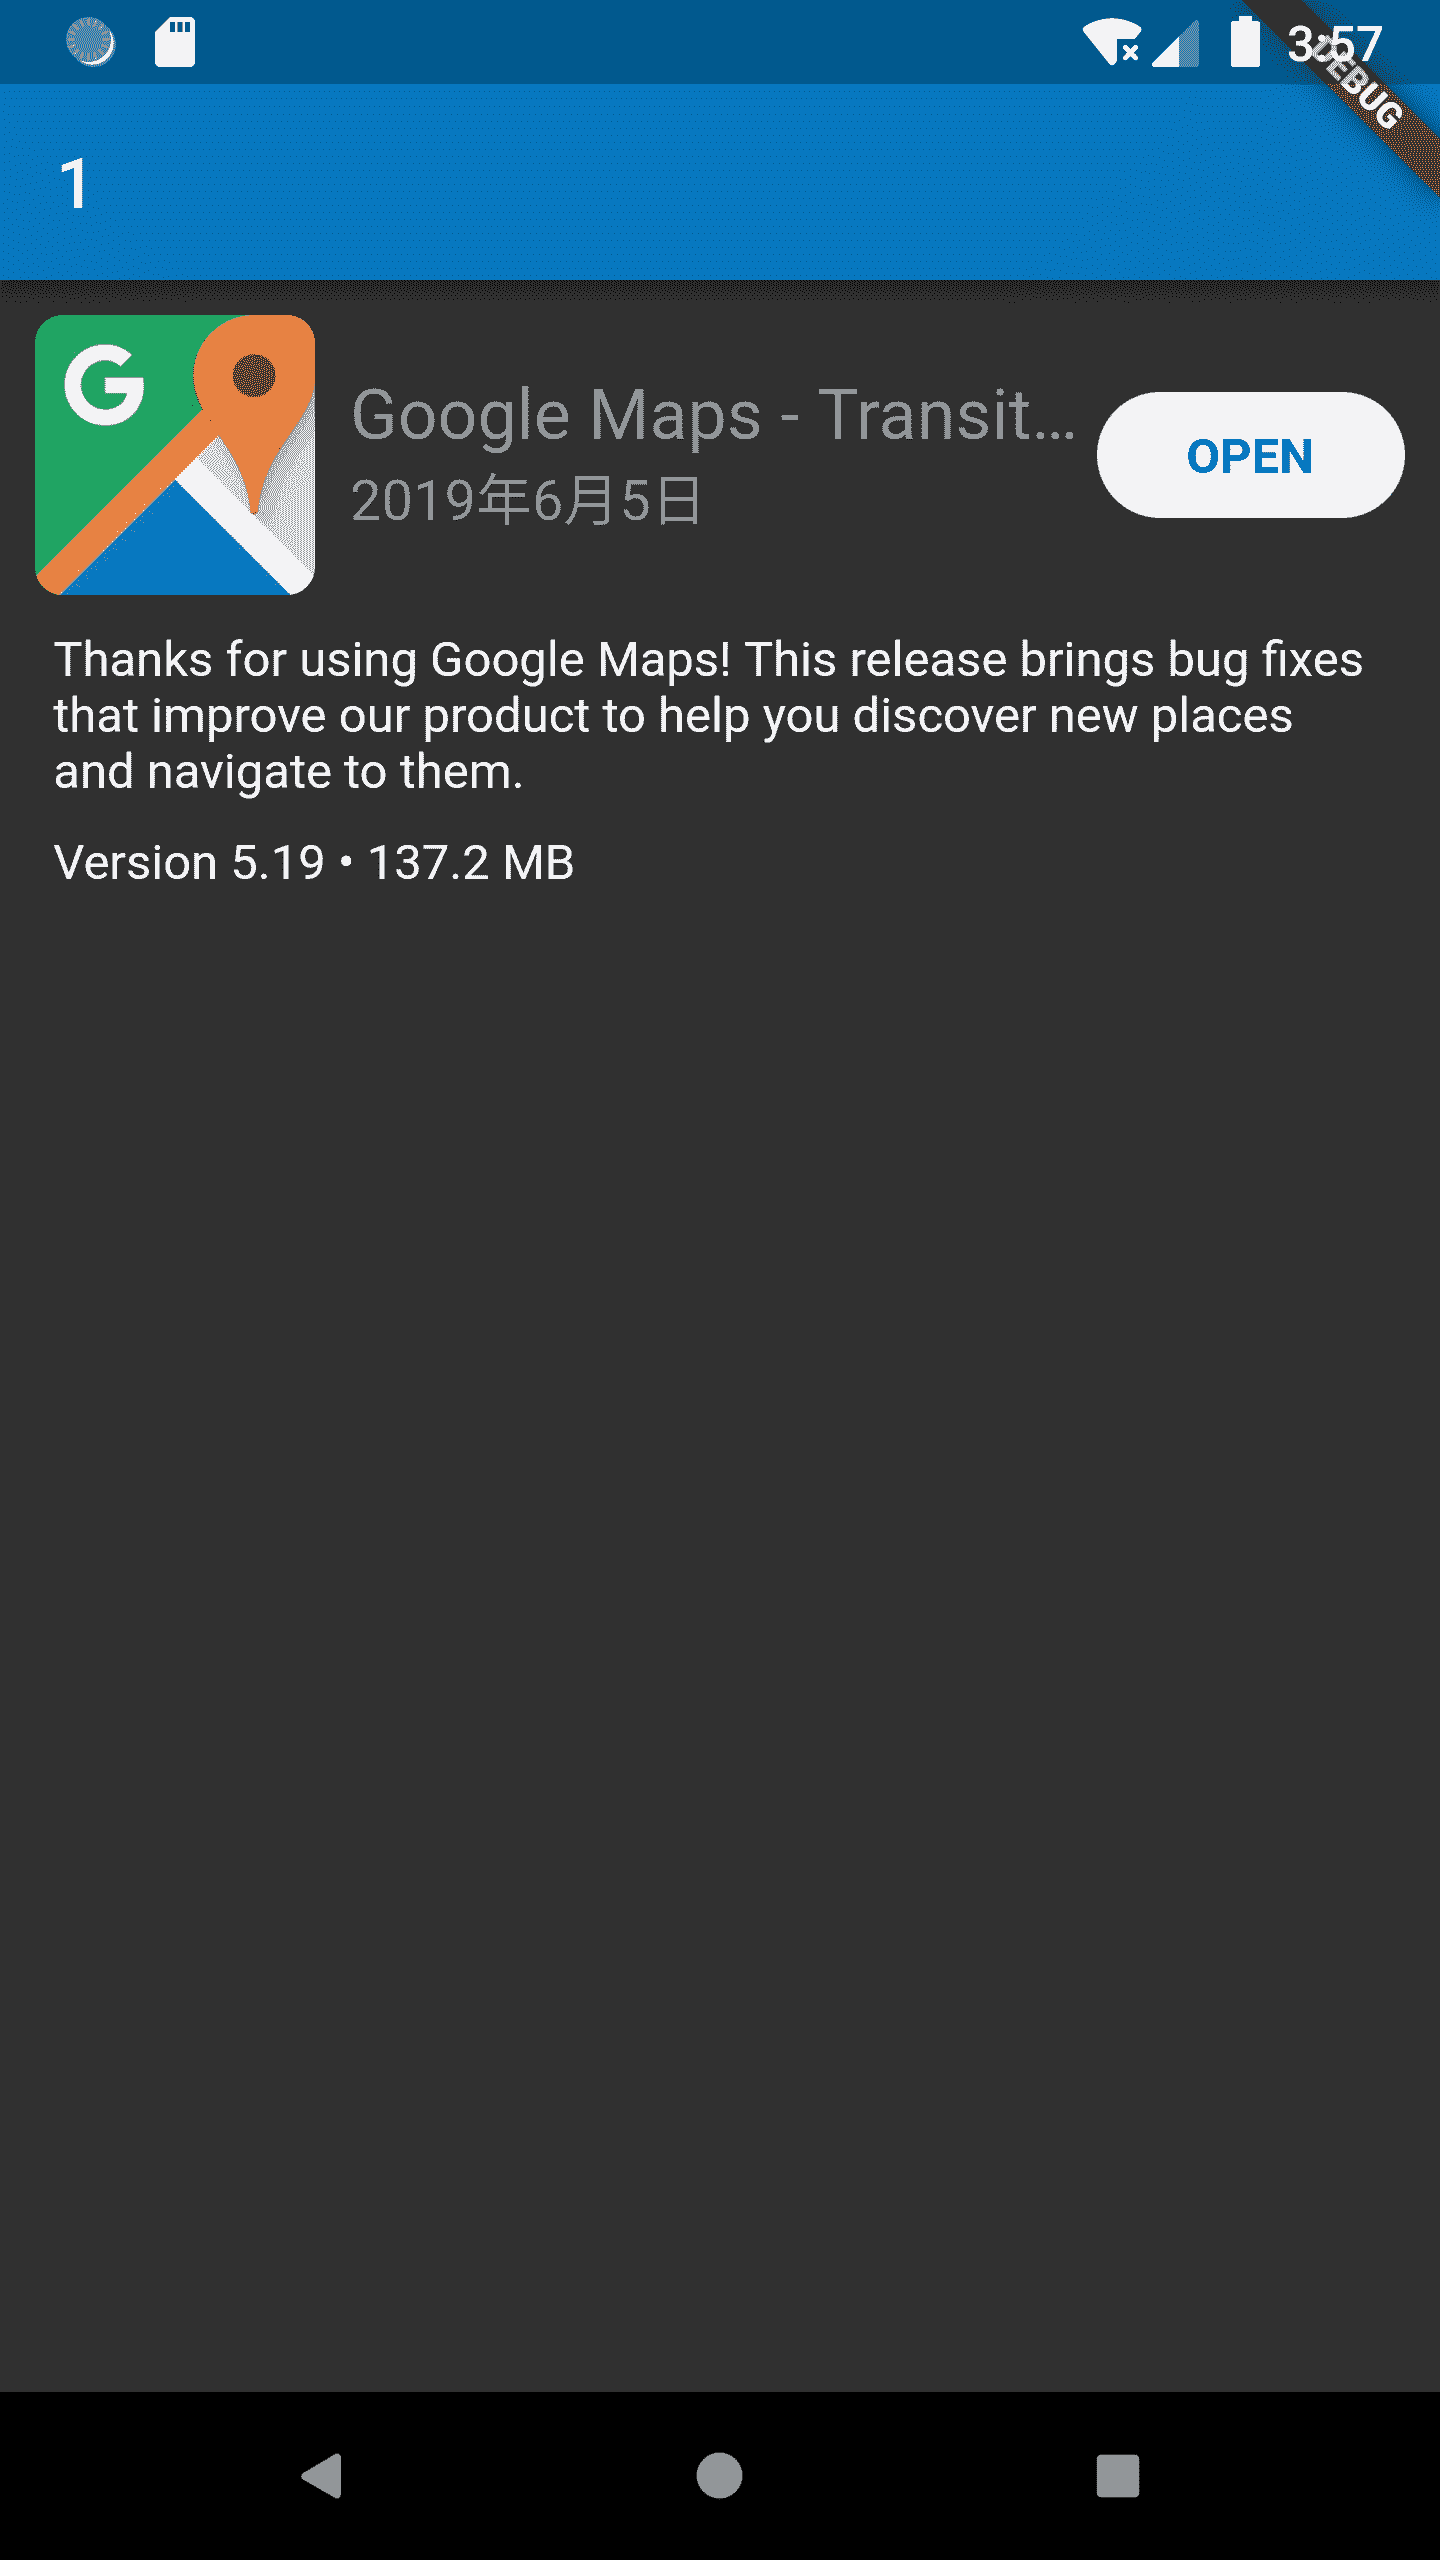 3:57
DEBUG
1
G
Google Maps - Transit...
2019年6月5日
OPEN
Thanks for using Google Maps! This release brings bug fixes
that improve our product to help you discover new places
and navigate to them.
Version 5.19 • 137.2 MB